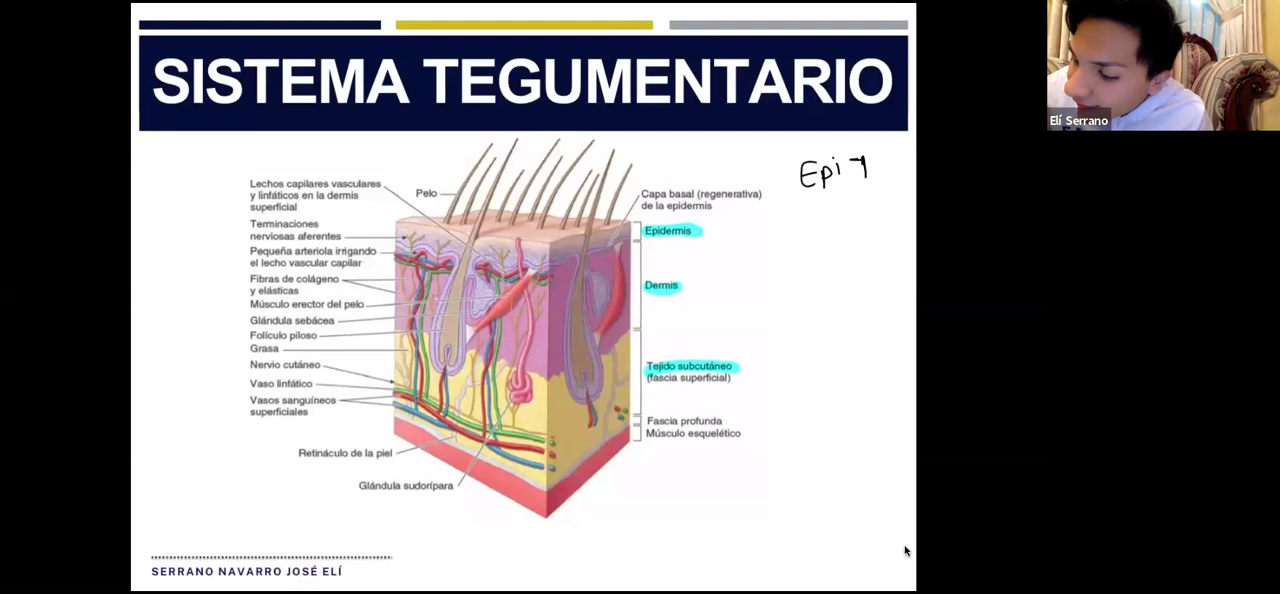 SISTEMA TEGUMENTARIO
Elí Serrano
Epi
Lechos capilares vasculares
y linfáticos en la dermis
superficial
Terminaciones
nerviosas aferentes
Pequeña arteriola irrigando
el lecho vascular capilar
Fibras de colágeno
y elásticas
Músculo erector del pelo
Glándula sebácea
Folículo piloso
Grasa
Nervio cutáneo
Vaso linfático
Vasos sanguíneos
superficiales
Retináculo de la piel
Glándula sudorípara
Pelo
Capa basal (regenerativa)
de la epidermis
Epidermis
Dermis
Tejido subcutáneo
(fascia superficial)
Fascia profunda
Músculo esquelético
SERRANO NAVARRO JOSÉ ELÍ